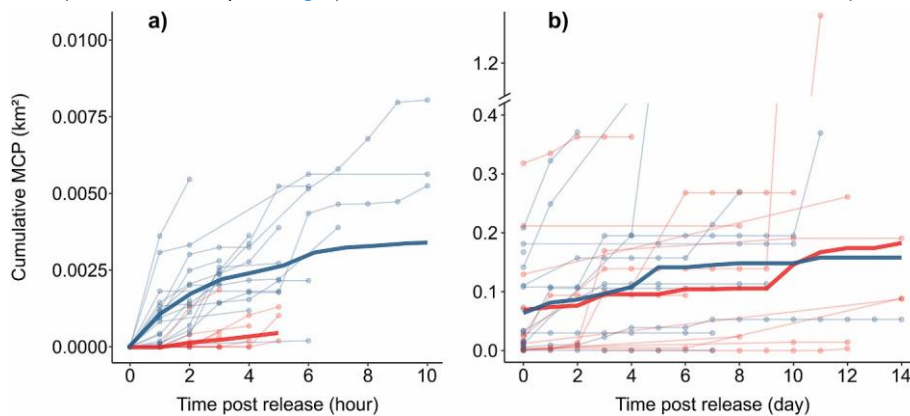 a)
b)
Cumulative MCP (km²)
0.0100
0.0075
0.0050
0.0025
0.0000
0 2 4 6 8 10
Time post release (hour)
1.2
0.4
0.3
0.2
0.1
0.0
0 2 4 6 8 10 12 14
Time post release (day)